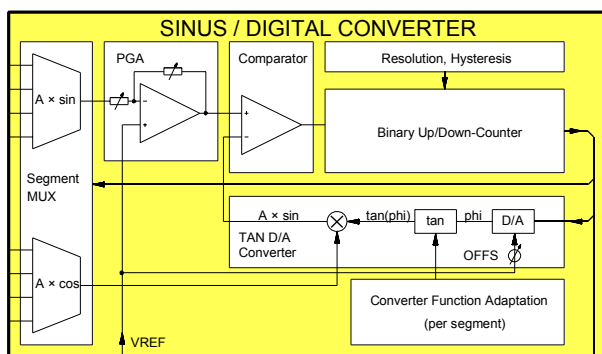 SINUS / DIGITAL CONVERTER
PGA
Comparator
Resolution, Hysteresis
A × sin
−
+
+
−
Binary Up/Down-Counter
Segment
MUX
A × sin
tan(phi)
tan
phi
D/A
TAN D/A
Converter
OFFS
A × cos
Converter Function Adaptation
(per segment)
VREF